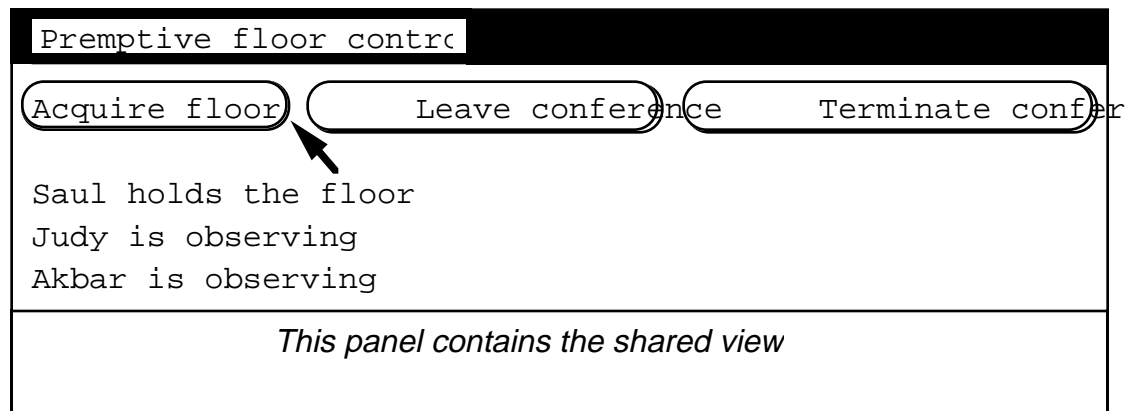 Premptive floor contrc
Acquire floor Leave conference Terminate confer
Saul holds the floor
Judy is observing
Akbar is observing
This panel contains the shared view